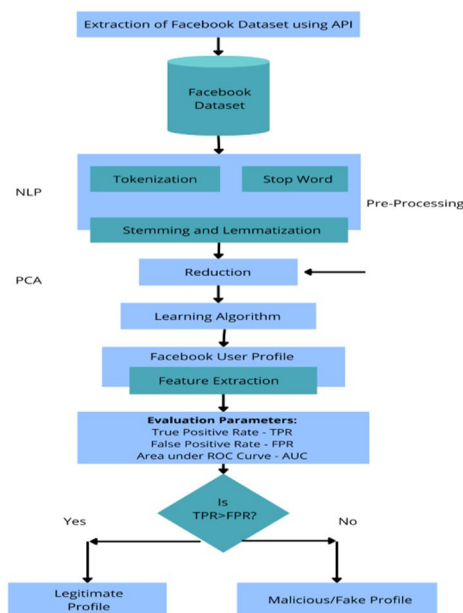 Extraction of Facebook Dataset using API
Facebook
Dataset
NLP
Tokenization
Stop Word
Pre-Processing
Stemming and Lemmatization
PCA
Reduction
Learning Algorithm
Facebook User Profile
Feature Extraction
Evaluation Parameters:
True Positive Rate - TPR
False Positive Rate - FPR
Area under ROC Curve - AUC
Is
TPR>FPR?
Yes
No
Legitimate
Profile
Malicious/Fake Profile